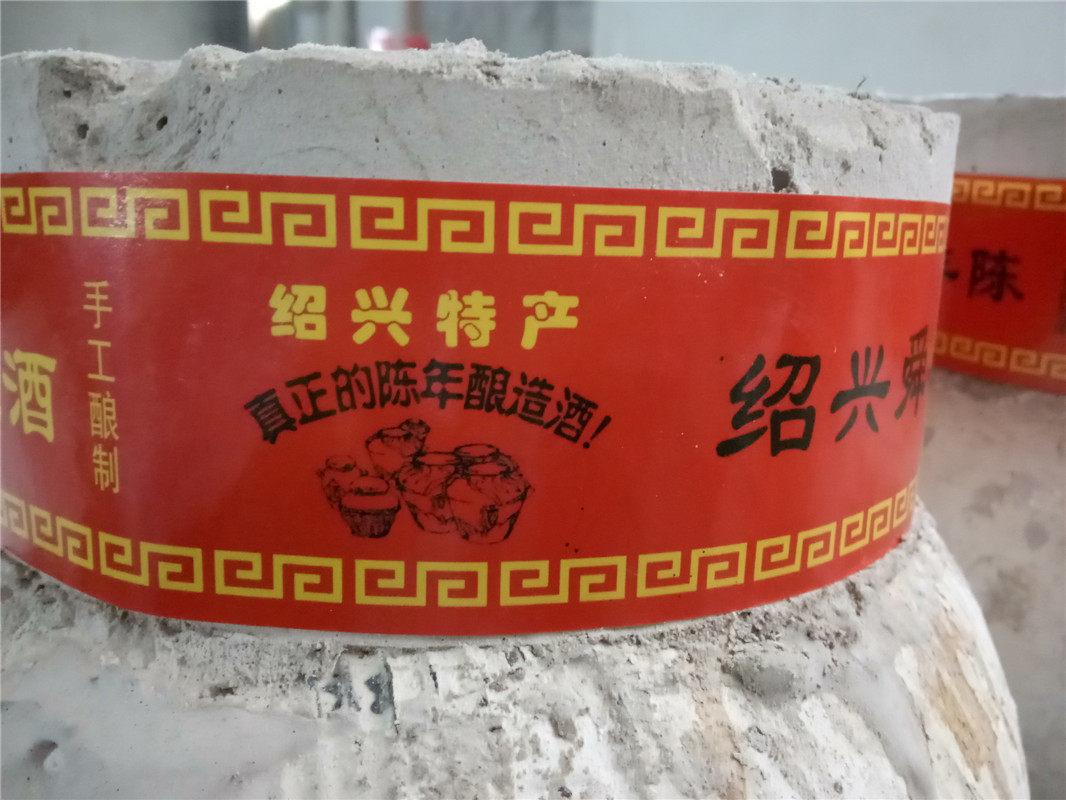 酒
手工酿制
绍兴特产
真正的陈年酿造酒!
绍兴舜
陈